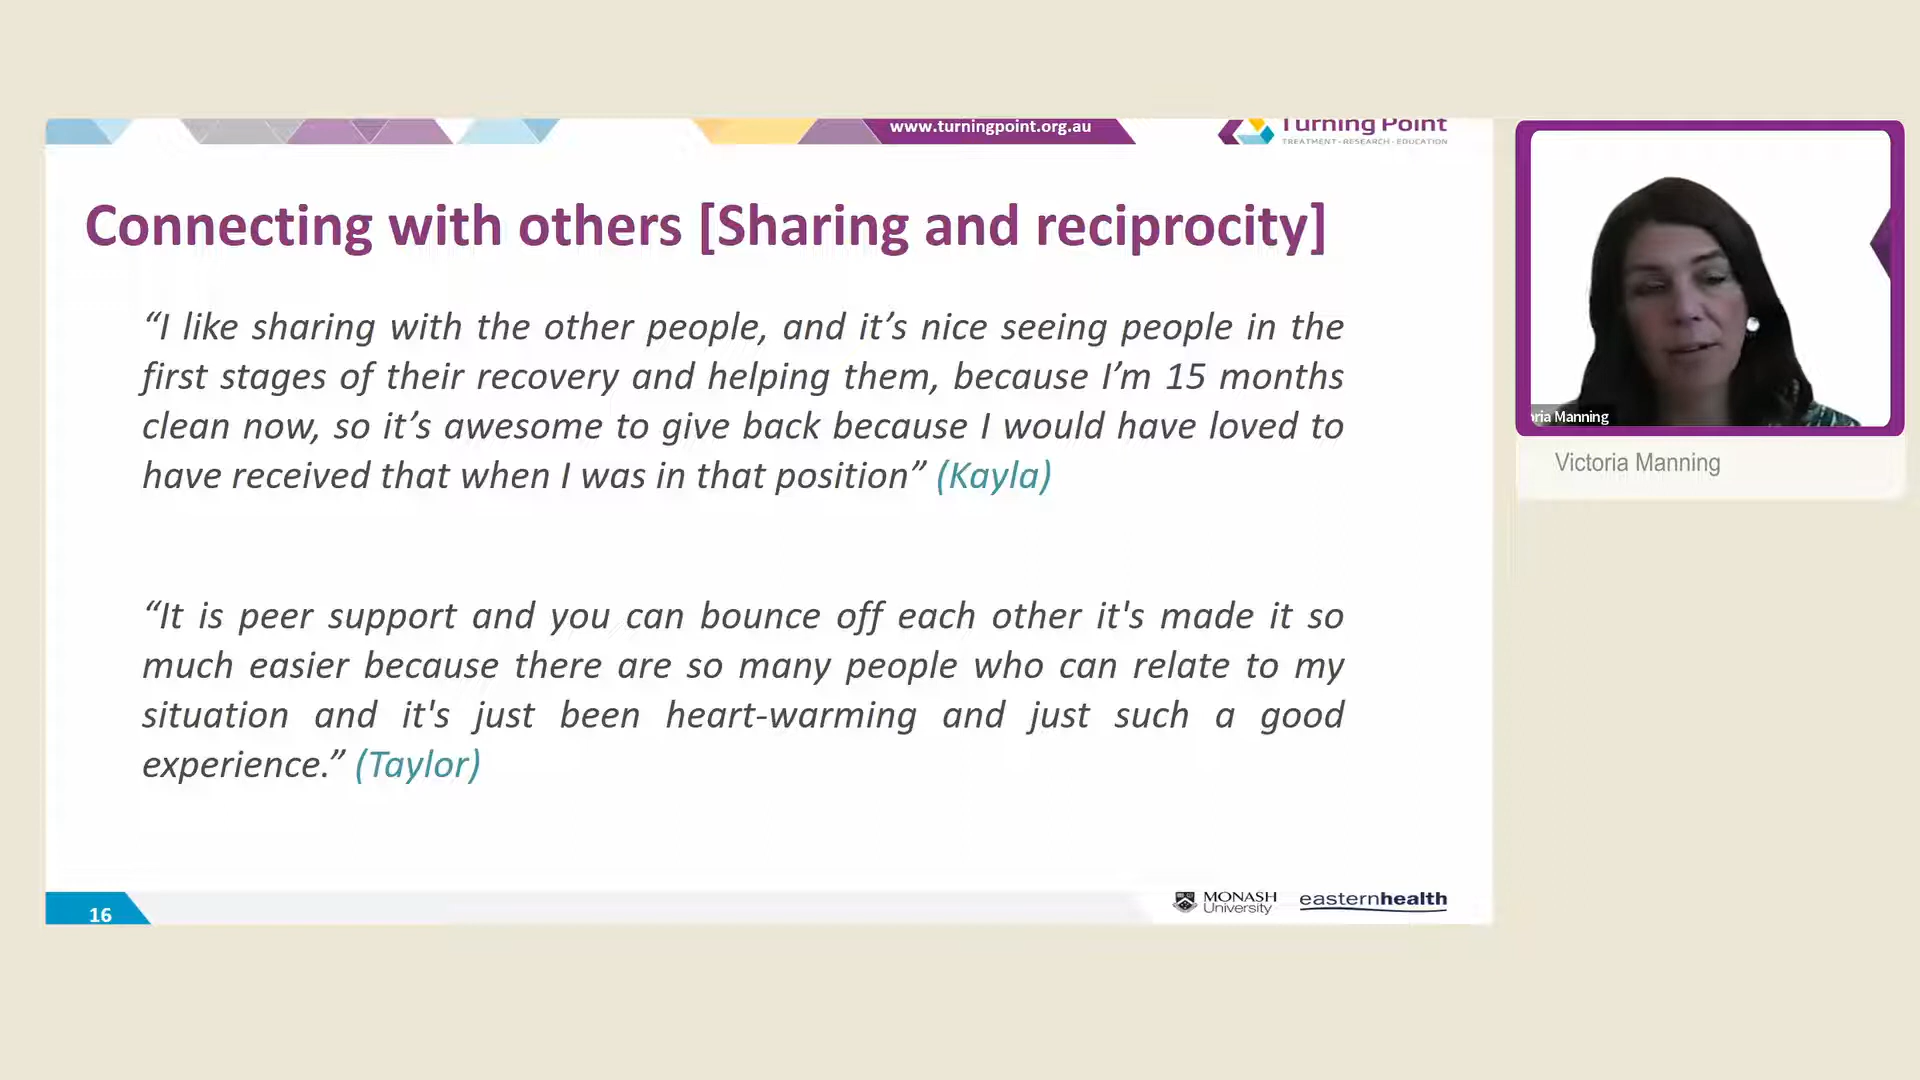 www.turningpoint.org.au
Turning Point
TREATMENT • RESEARCH • EDUCATION
Connecting with others [Sharing and reciprocity]
“I like sharing with the other people, and it’s nice seeing people in the
first stages of their recovery and helping them, because I’m 15 months
clean now, so it’s awesome to give back because I would have loved to
have received that when I was in that position” (Kayla)
“It is peer support and you can bounce off each other it's made it so
much easier because there are so many people who can relate to my
situation and it's just been heart-warming and just such a good
experience.” (Taylor)
16
MONASH
University
easternhealth
ria Manning
Victoria Manning